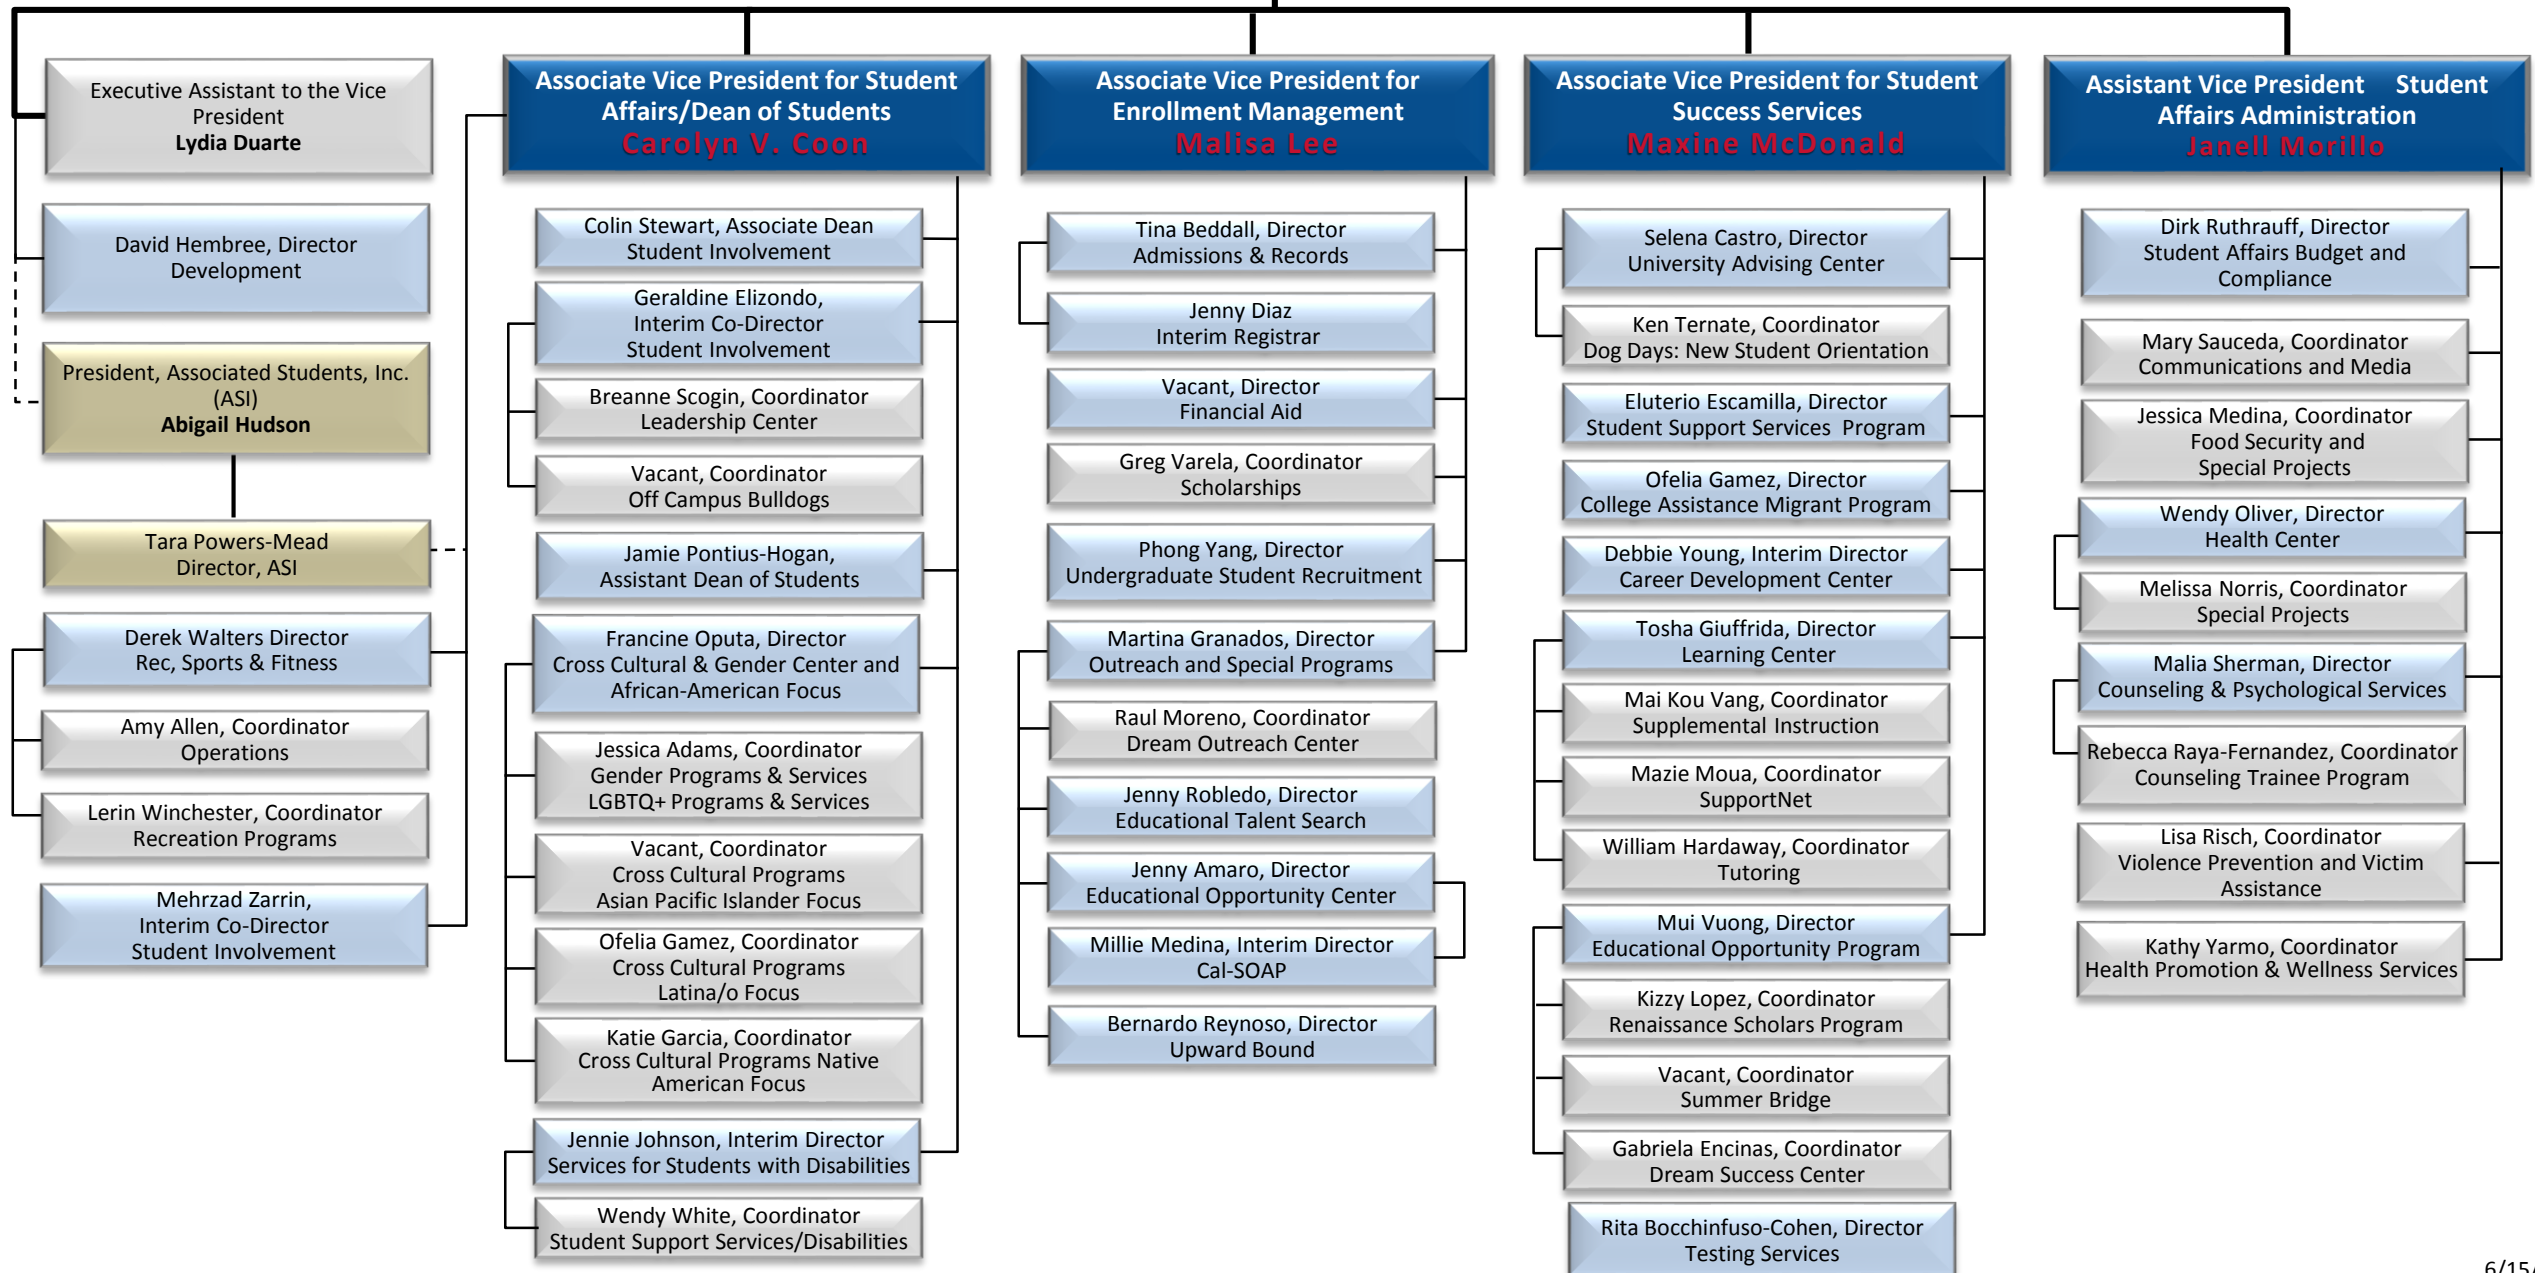 Executive Assistant to the Vice
President
Lydia Duarte
David Hembree, Director
Development
President, Associated Students, Inc.
(ASI)
Abigail Hudson
Tara Powers-Mead
Director, ASI
Derek Walters Director
Rec, Sports & Fitness
Amy Allen, Coordinator
Operations
Lerin Winchester, Coordinator
Recreation Programs
Mehrzad Zarrin,
Interim Co-Director
Student Involvement
Associate Vice President for Student
Affairs/Dean of Students
Carolyn V. Coon
Colin Stewart, Associate Dean
Student Involvement
Geraldine Elizondo,
Interim Co-Director
Student Involvement
Breanne Scogin, Coordinator
Leadership Center
Vacant, Coordinator
Off Campus Bulldogs
Jamie Pontius-Hogan,
Assistant Dean of Students
Francine Oputa, Director
Cross Cultural & Gender Center and
African-American Focus
Jessica Adams, Coordinator
Gender Programs & Services
LGBTQ+ Programs & Services
Vacant, Coordinator
Cross Cultural Programs
Asian Pacific Islander Focus
Ofelia Gamez, Coordinator
Cross Cultural Programs
Latina/o Focus
Katie Garcia, Coordinator
Cross Cultural Programs Native
American Focus
Jennie Johnson, Interim Director
Services for Students with Disabilities
Wendy White, Coordinator
Student Support Services/Disabilities
Associate Vice President for
Enrollment Management
Malisa Lee
Tina Beddall, Director
Admissions & Records
Jenny Diaz
Interim Registrar
Vacant, Director
Financial Aid
Greg Varela, Coordinator
Scholarships
Phong Yang, Director
Undergraduate Student Recruitment
Martina Granados, Director
Outreach and Special Programs
Raul Moreno, Coordinator
Dream Outreach Center
Jenny Robledo, Director
Educational Talent Search
Jenny Amaro, Director
Educational Opportunity Center
Millie Medina, Interim Director
Cal-SOAP
Bernardo Reynoso, Director
Upward Bound
Associate Vice President for Student
Success Services
Maxine McDonald
Selena Castro, Director
University Advising Center
Ken Ternate, Coordinator
Dog Days: New Student Orientation
Eluterio Escamilla, Director
Student Support Services Program
Ofelia Gamez, Director
College Assistance Migrant Program
Debbie Young, Interim Director
Career Development Center
Tosha Giuffrida, Director
Learning Center
Mai Kou Vang, Coordinator
Supplemental Instruction
Mazie Moua, Coordinator
SupportNet
William Hardaway, Coordinator
Tutoring
Mui Vuong, Director
Educational Opportunity Program
Kizzy Lopez, Coordinator
Renaissance Scholars Program
Vacant, Coordinator
Summer Bridge
Gabriela Encinas, Coordinator
Dream Success Center
Rita Bocchinfuso-Cohen, Director
Testing Services
Assistant Vice President Student
Affairs Administration
Janell Morillo
Dirk Ruthrauff, Director
Student Affairs Budget and
Compliance
Mary Sauceda, Coordinator
Communications and Media
Jessica Medina, Coordinator
Food Security and
Special Projects
Wendy Oliver, Director
Health Center
Melissa Norris, Coordinator
Special Projects
Malia Sherman, Director
Counseling & Psychological Services
Rebecca Raya-Fernandez, Coordinator
Counseling Trainee Program
Lisa Risch, Coordinator
Violence Prevention and Victim
Assistance
Kathy Yarmo, Coordinator
Health Promotion & Wellness Services
6/15/